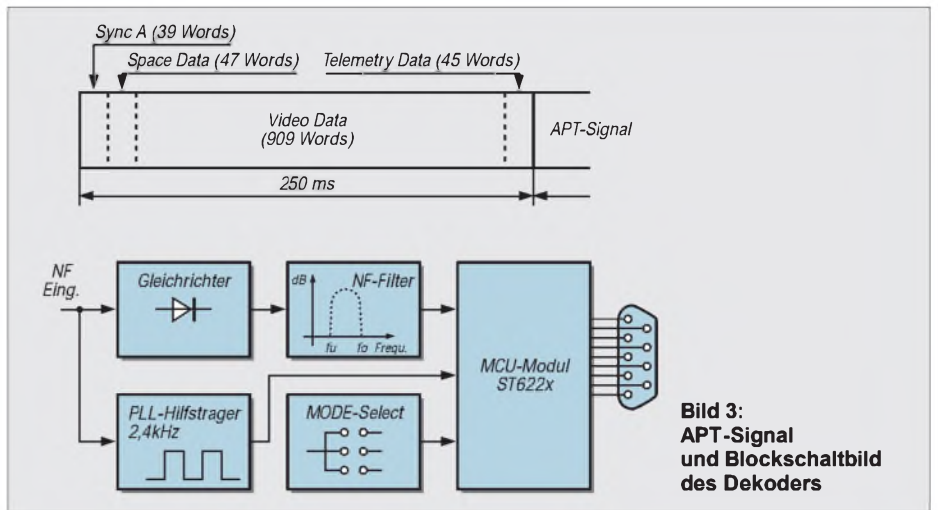 Sync A (39 Words)
Space Data (47 Words)
Telemetry Data (45 Words)
Video Data
(909 Words)
APT-Signal
250 ms
NF
Eing.
Gleichrichter
dB
NF-Filter
fu fo Frequ.
MCU-Modul
ST622x
PLL-Hilfstrager
2,4kHz
MODE-Select
Bild 3:
APT-Signal
und Blockschaltbild
des Dekoders